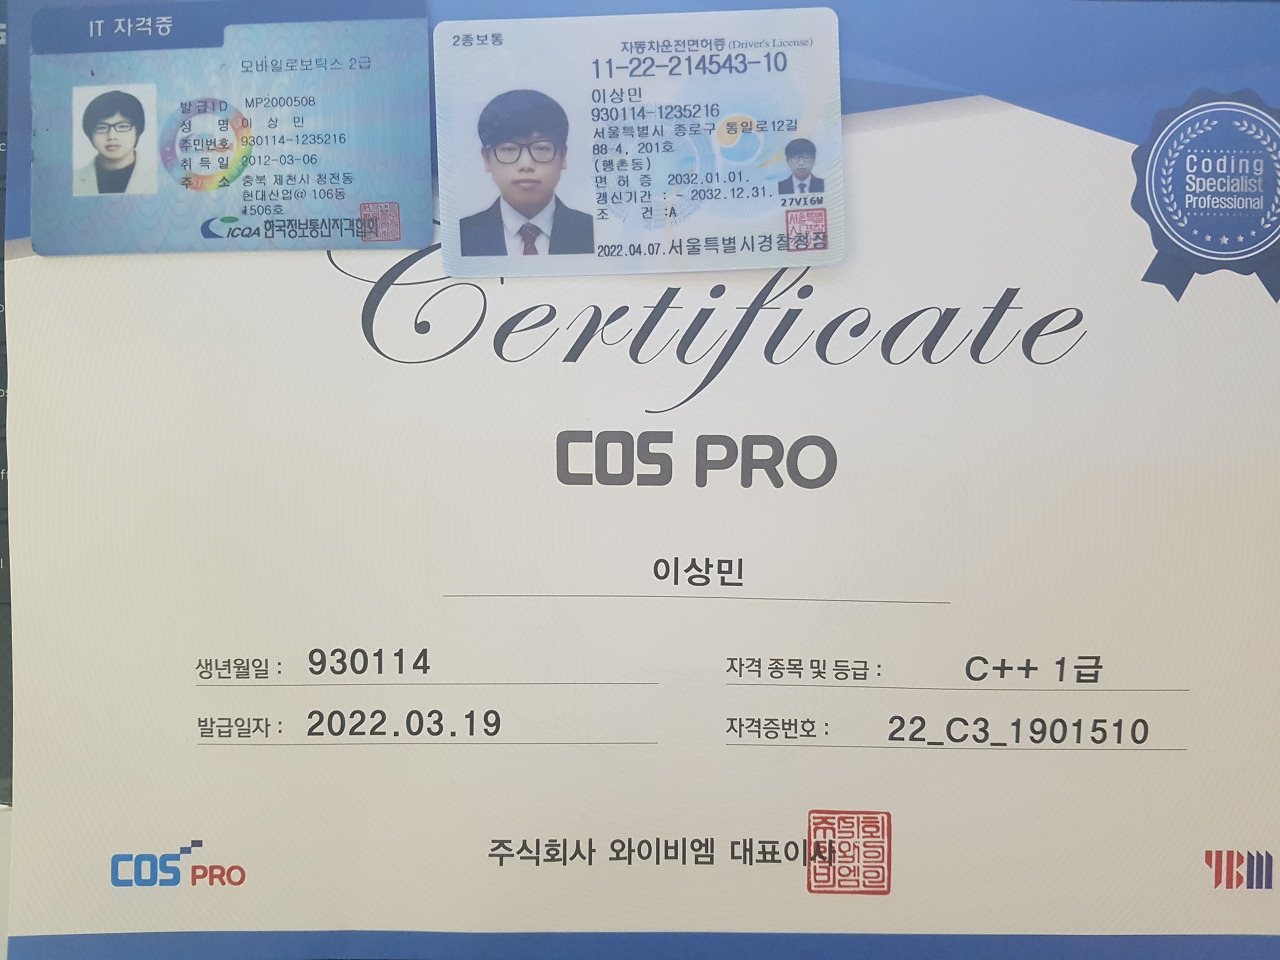 IT 자격증
모바일로보틱스 2급
발급ID MP2000508
성 명 이 상 민
주민번호 930114-1235216
취득일 2012-03-06
주 소 충북 제천시 청전동
현대산업@ 106동
1506호
ICQA 한국정보통신자격협회
2종보통
자동차운전면허증 (Driver's License)
11-22-214543-10
이상민
930114-1235216
서울특별시 종로구 통일로12길
88-4, 201호
(행촌동)
면 허 증 2032.01.01.
갱신기간 : ~ 2032.12.31.
조 건 :A
27VI6W
2022.04.07. 서울특별시경찰청장
Coding
Specialist
Professional
Certificate
COS PRO
이상민
생년월일 : 930114
자격 종목 및 등급 : C++ 1급
발급일자 : 2022.03.19
자격증번호 : 22_C3_1901510
주식회사 와이비엠 대표이사
COS PRO
YBM